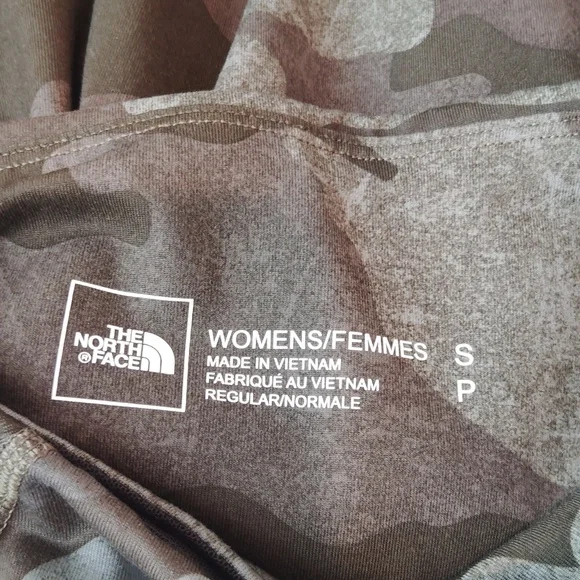 THE
NORTH
®FACE
WOMENS/FEMMES S
MADE IN VIETNAM
FABRIQUÉ AU VIETNAM P
REGULAR/NORMALE